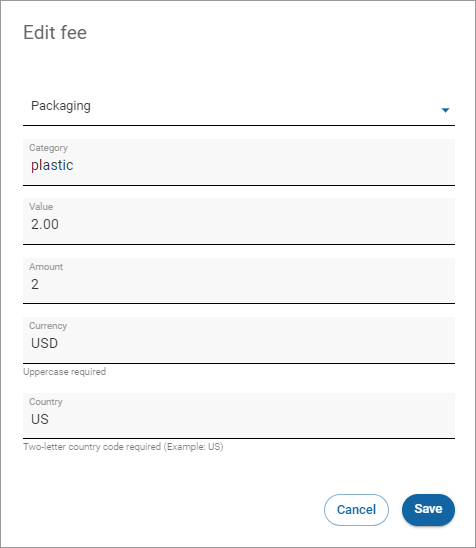 Edit fee
Packaging
Category
plastic
Value
2.00
Amount
2
Currency
USD
Uppercase required
Country
US
Two-letter country code required (Example: US)
Cancel Save